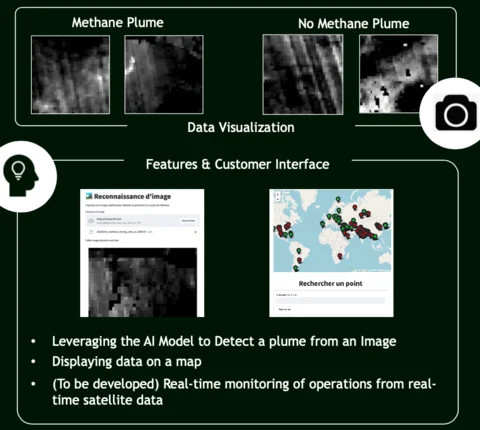 Methane Plume
No Methane Plume
Data Visualization
Features & Customer Interface
Reconnaissance d'image
Rechercher un point
• Leveraging the AI Model to Detect a plume from an Image
• Displaying data on a map
• (To be developed) Real-time monitoring of operations from real-
time satellite data